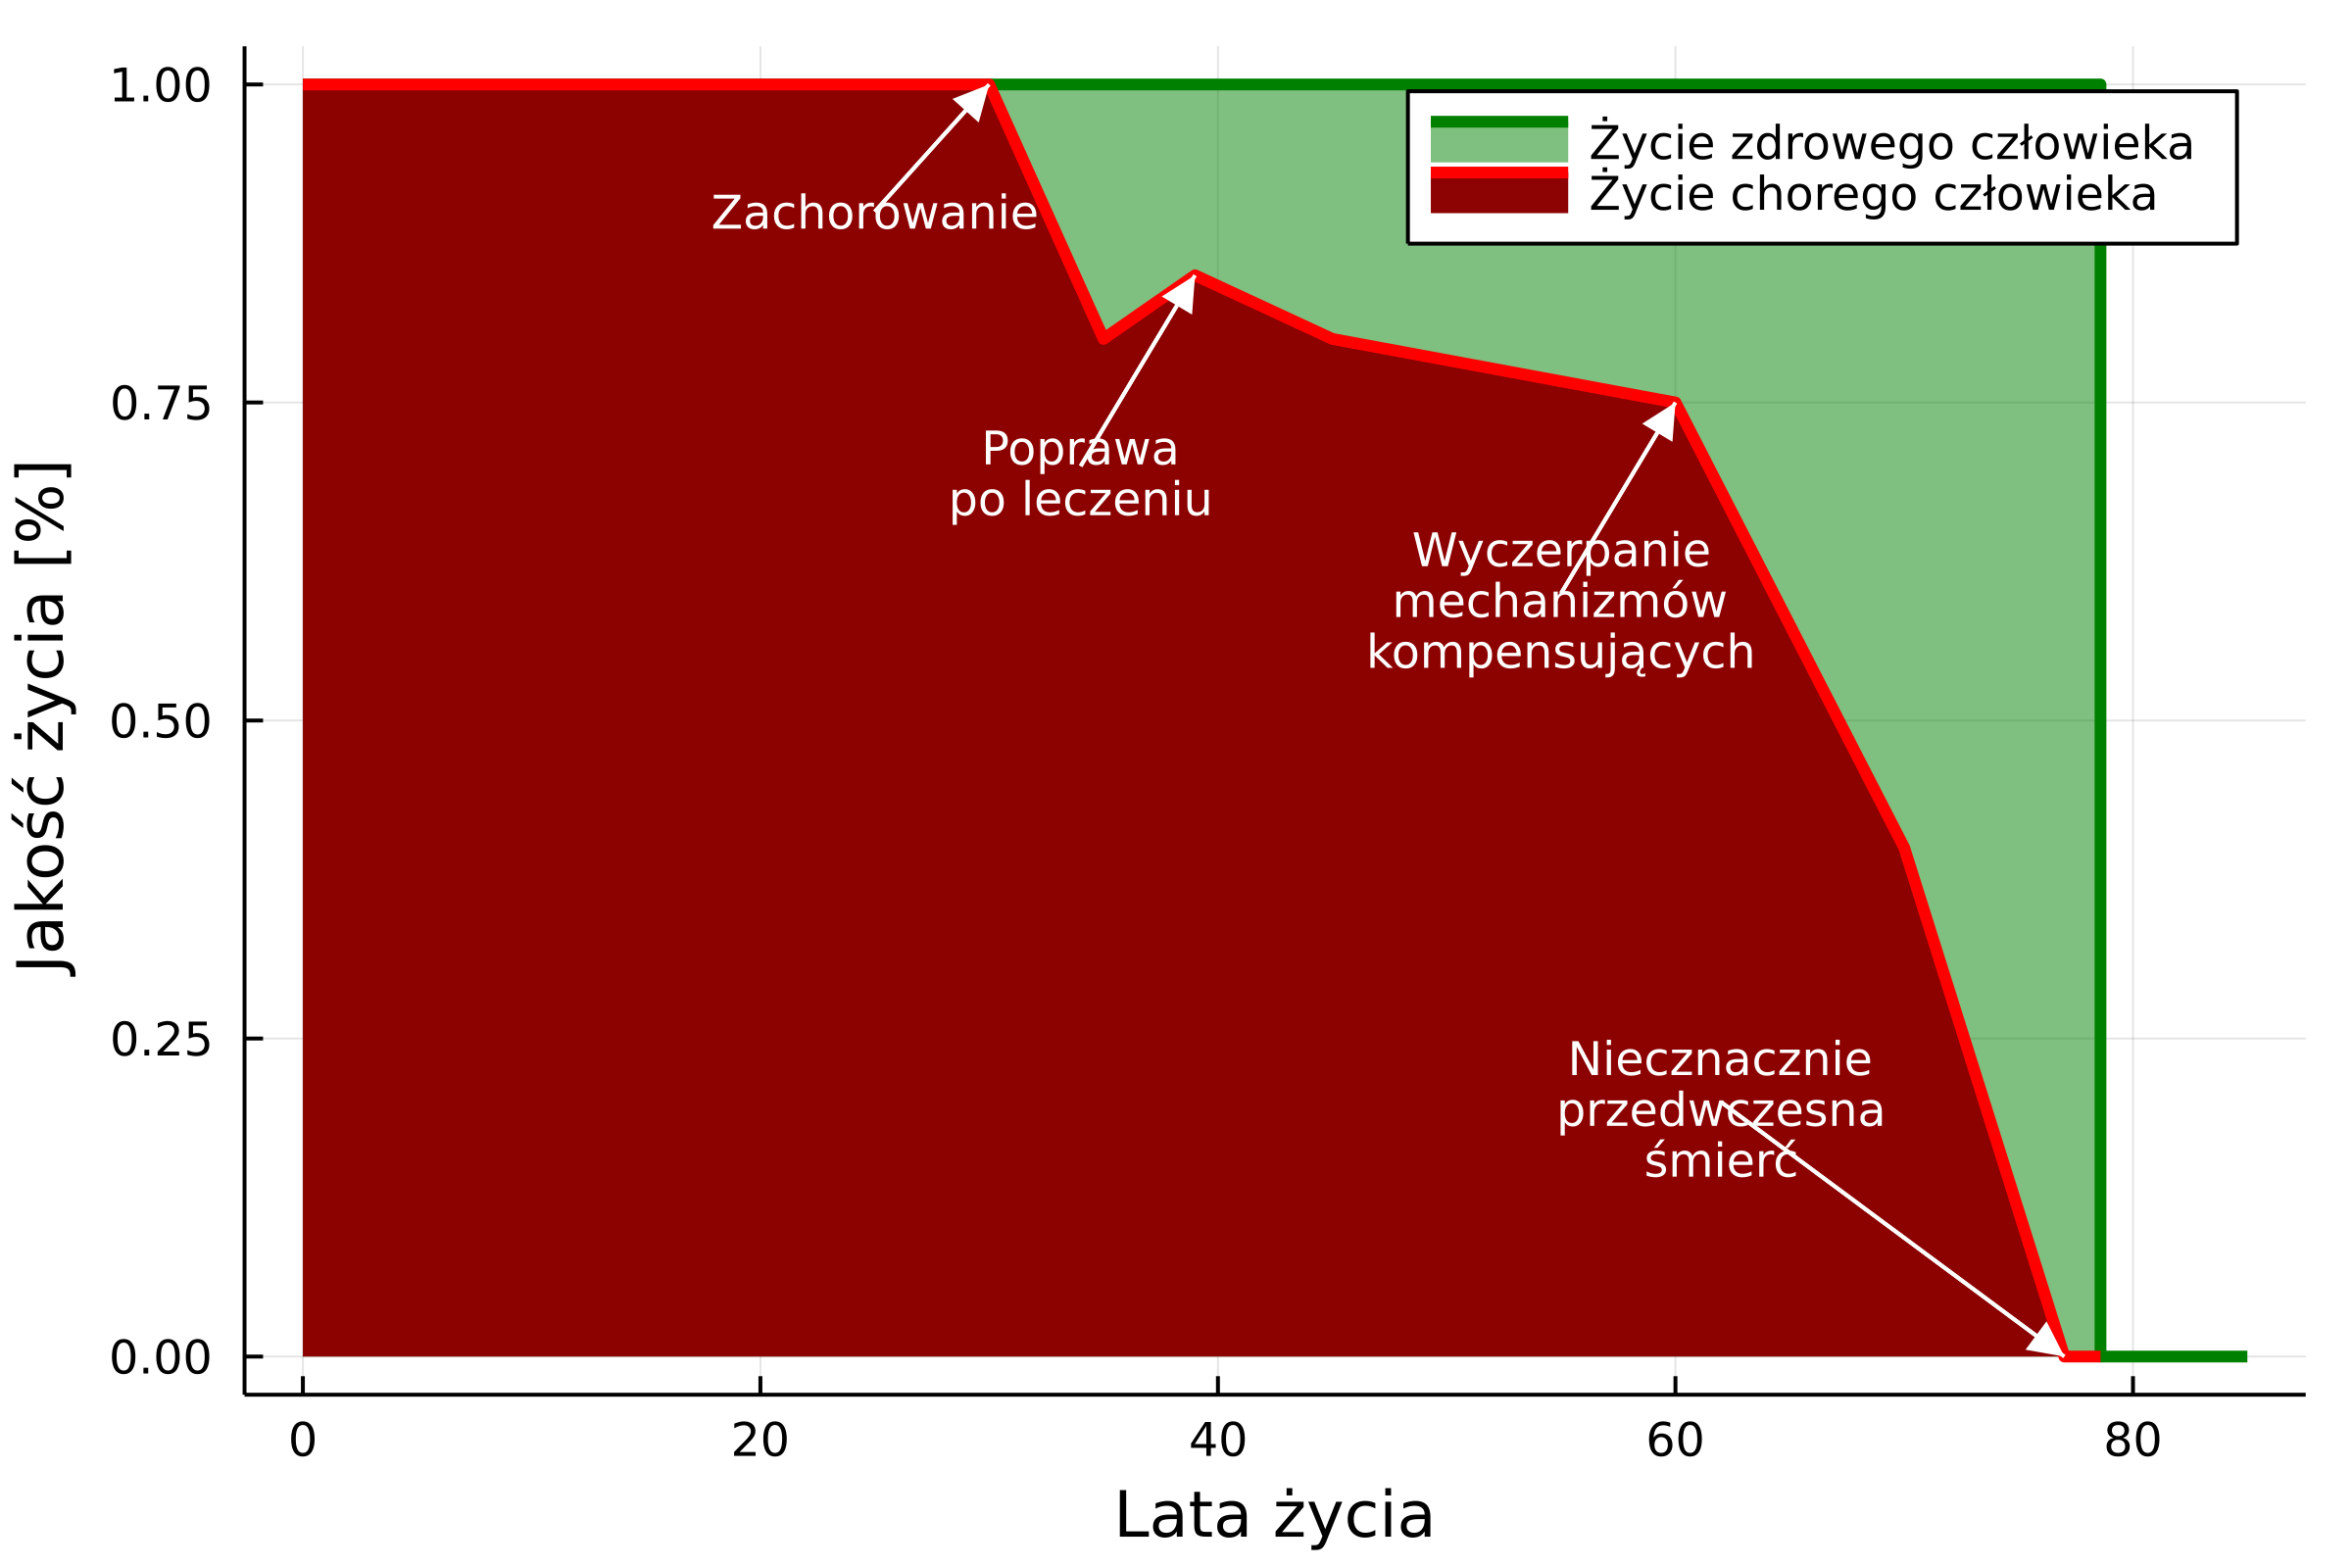 1.00
0.75
0.50
0.25
0.00
Jakość życia [%]
Życie zdrowego człowieka
Życie chorego człowieka
Zachorowanie
Poprawa
po leczeniu
Wyczerpanie
mechanizmów
kompensujących
Niecznacznie
przedwczesna
śmierć
0
20
40
60
80
Lata życia